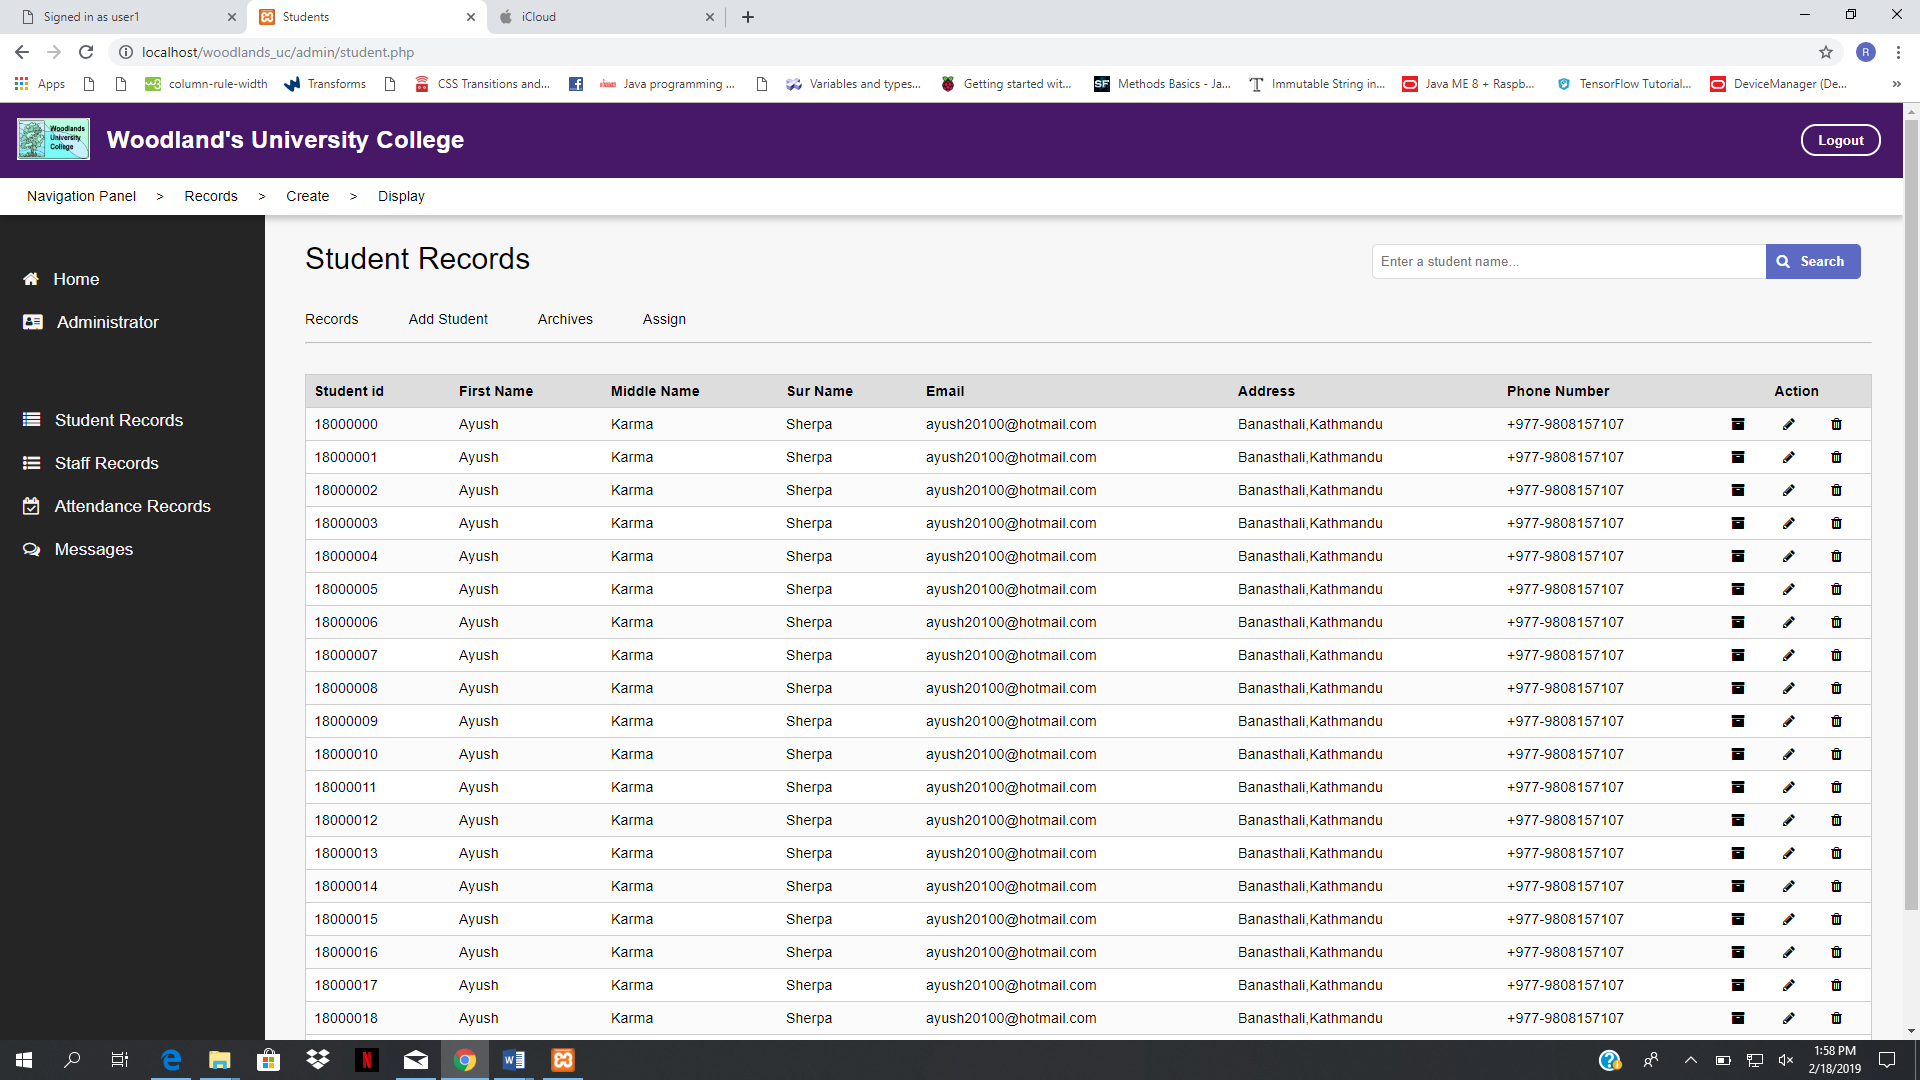 Signed in as user1
Students
iCloud
localhost/woodlands_uc/admin/student.php
R
Apps
column-rule-width
Transforms
CSS Transitions and...
Java programming ...
Variables and types...
Getting started wit...
SF
Methods Basics - Ja...
Immutable String in...
Java ME 8 + Raspb...
TensorFlow Tutorial...
DeviceManager (De...
Woodlands
University
College
Woodland's University College
Logout
Navigation Panel > Records > Create > Display
Home
Administrator
Student Records
Staff Records
Attendance Records
Messages
Student Records
Enter a student name...
Search
Records Add Student Archives Assign
Student id First Name Middle Name Sur Name Email Address Phone Number Action
18000000 Ayush Karma Sherpa ayush20100@hotmail.com Banasthali,Kathmandu +977-9808157107
18000001 Ayush Karma Sherpa ayush20100@hotmail.com Banasthali,Kathmandu +977-9808157107
18000002 Ayush Karma Sherpa ayush20100@hotmail.com Banasthali,Kathmandu +977-9808157107
18000003 Ayush Karma Sherpa ayush20100@hotmail.com Banasthali,Kathmandu +977-9808157107
18000004 Ayush Karma Sherpa ayush20100@hotmail.com Banasthali,Kathmandu +977-9808157107
18000005 Ayush Karma Sherpa ayush20100@hotmail.com Banasthali,Kathmandu +977-9808157107
18000006 Ayush Karma Sherpa ayush20100@hotmail.com Banasthali,Kathmandu +977-9808157107
18000007 Ayush Karma Sherpa ayush20100@hotmail.com Banasthali,Kathmandu +977-9808157107
18000008 Ayush Karma Sherpa ayush20100@hotmail.com Banasthali,Kathmandu +977-9808157107
18000009 Ayush Karma Sherpa ayush20100@hotmail.com Banasthali,Kathmandu +977-9808157107
18000010 Ayush Karma Sherpa ayush20100@hotmail.com Banasthali,Kathmandu +977-9808157107
18000011 Ayush Karma Sherpa ayush20100@hotmail.com Banasthali,Kathmandu +977-9808157107
18000012 Ayush Karma Sherpa ayush20100@hotmail.com Banasthali,Kathmandu +977-9808157107
18000013 Ayush Karma Sherpa ayush20100@hotmail.com Banasthali,Kathmandu +977-9808157107
18000014 Ayush Karma Sherpa ayush20100@hotmail.com Banasthali,Kathmandu +977-9808157107
18000015 Ayush Karma Sherpa ayush20100@hotmail.com Banasthali,Kathmandu +977-9808157107
18000016 Ayush Karma Sherpa ayush20100@hotmail.com Banasthali,Kathmandu +977-9808157107
18000017 Ayush Karma Sherpa ayush20100@hotmail.com Banasthali,Kathmandu +977-9808157107
18000018 Ayush Karma Sherpa ayush20100@hotmail.com Banasthali,Kathmandu +977-9808157107
1:58 PM
2/18/2019